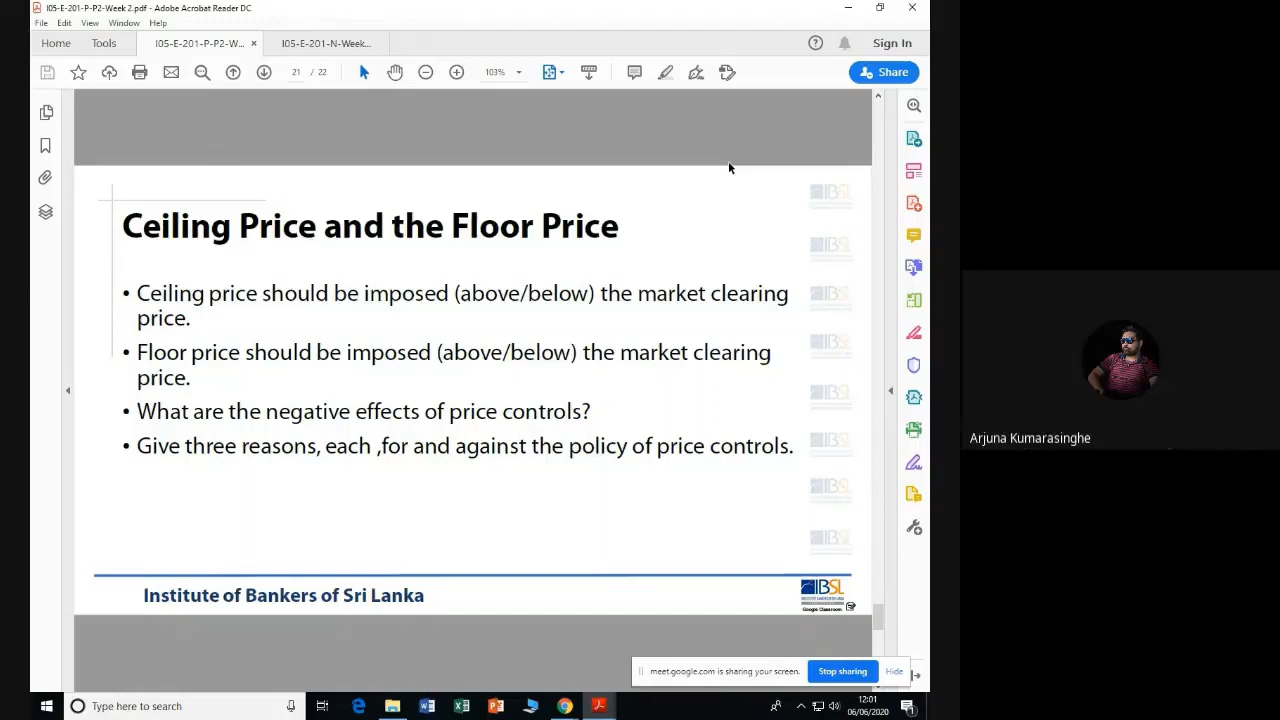 I05-E-201-P-P2-Week 2.pdf - Adobe Acrobat Reader DC
File Edit View Window Help
Home Tools I05-E-201-P-P2-W... × I05-E-201-N-Week... Sign In
21 / 22 103% Share
Ceiling Price and the Floor Price
• Ceiling price should be imposed (above/below) the market clearing
price.
• Floor price should be imposed (above/below) the market clearing
price.
• What are the negative effects of price controls?
• Give three reasons, each ,for and against the policy of price controls.
Arjuna Kumarasinghe
Institute of Bankers of Sri Lanka
IBSL
Google Classroom
meet.google.com is sharing your screen. Stop sharing Hide
Type here to search
12:01
06/06/2020